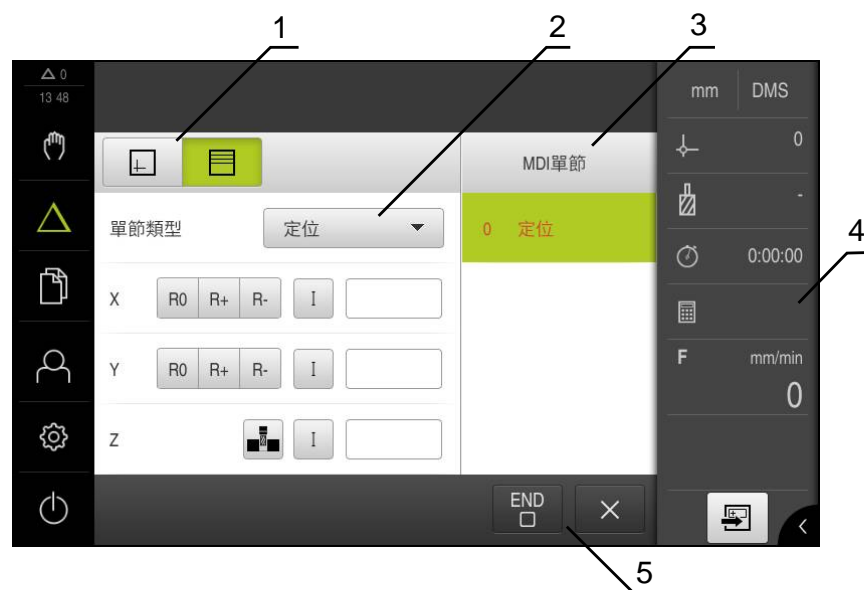 1
2
3
0
13 48
mm DMS
MDI單節
0
單節類型 定位
0 定位
-
4
0:00:00
X R0 R+ R- I
F mm/min
Y R0 R+ R- I
0
Z I
END
5